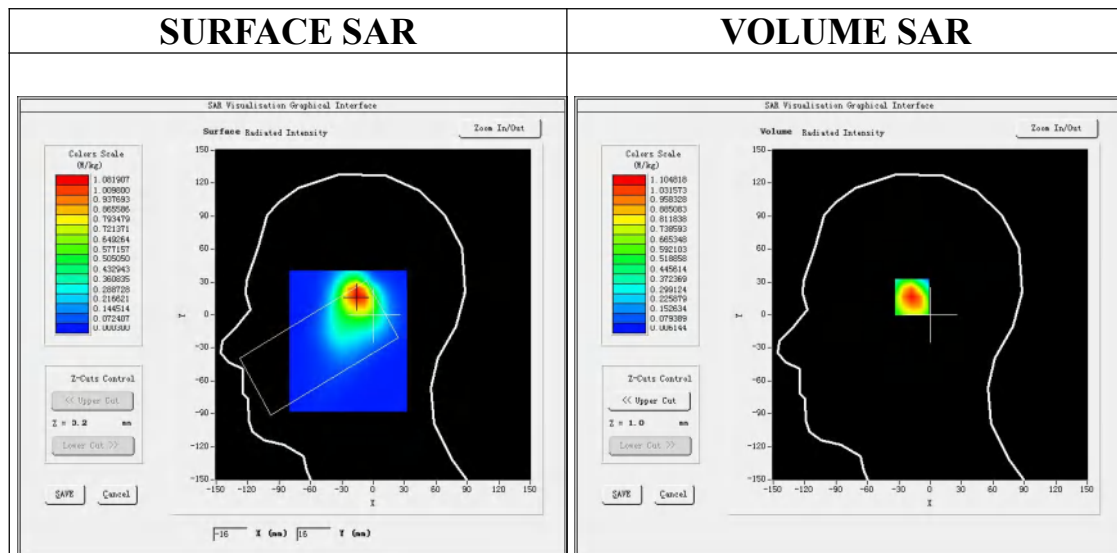 SURFACE SAR
VOLUME SAR
SAR Visualisation Graphical Interface
Surface Radiated Intensity
Zoom In/Out
Colors Scale
(W/kg)
1.081907
1.009800
0.937693
0.865586
0.793479
0.721371
0.649264
0.577157
0.505050
0.432943
0.360835
0.288728
0.216621
0.144514
0.072407
0.000300
150
120
90
60
30
0
-30
-60
-90
-120
-150
Y
-150 -120 -90 -60 -30 0 30 60 90 120 150
X
Z-Cuts Control
<< Upper Cut
Z = 3.2 mm
Lower Cut >>
SAVE
Cancel
-16 X (mm) 16 Y (mm)
SAR Visualisation Graphical Interface
Volume Radiated Intensity
Zoom In/Out
Colors Scale
(W/kg)
1.104818
1.031573
0.958328
0.885083
0.811838
0.738593
0.665348
0.592103
0.518858
0.445614
0.372369
0.299124
0.225879
0.152634
0.079389
0.006144
150
120
90
60
30
0
-30
-60
-90
-120
-150
Y
-150 -120 -90 -60 -30 0 30 60 90 120 150
X
Z-Cuts Control
<< Upper Cut
Z = 1.0 mm
Lower Cut >>
SAVE
Cancel